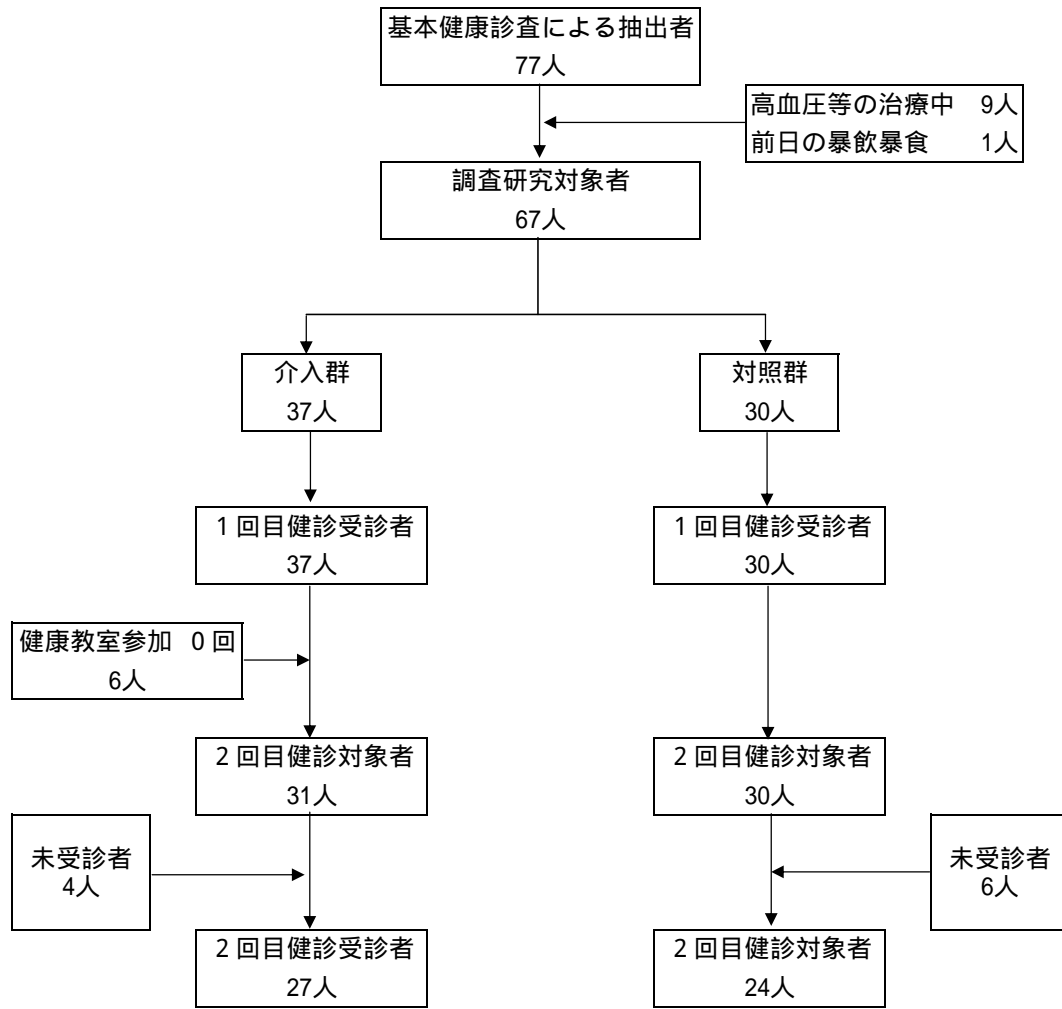 基本健康診査による抽出者
77人
高血圧等の治療中 9人
前日の暴飲暴食 1人
調査研究対象者
67人
介入群
37人
対照群
30人
1回目健診受診者
37人
1回目健診受診者
30人
健康教室参加 0回
6人
2回目健診対象者
31人
2回目健診対象者
30人
未受診者
4人
未受診者
6人
2回目健診受診者
27人
2回目健診対象者
24人